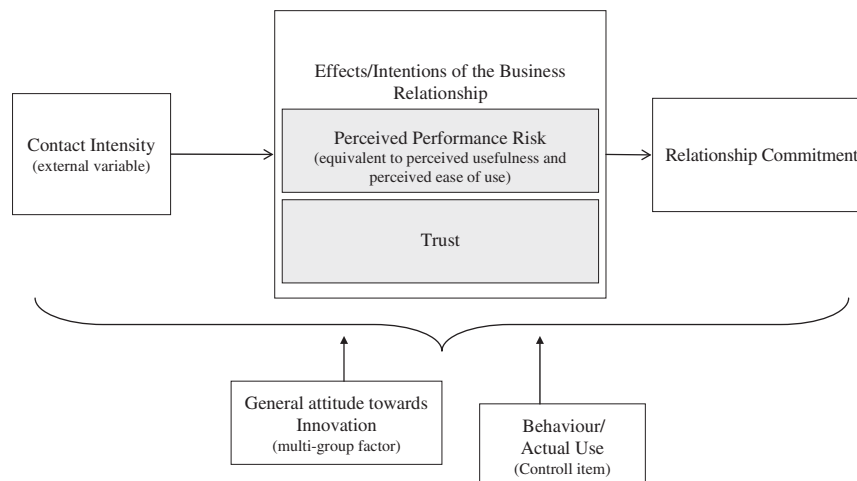 Contact Intensity
(external variable)
Effects/Intentions of the Business
Relationship
Perceived Performance Risk
(equivalent to perceived usefulness and
perceived ease of use)
Trust
Relationship Commitment
General attitude towards
Innovation
(multi-group factor)
Behaviour/
Actual Use
(Controll item)